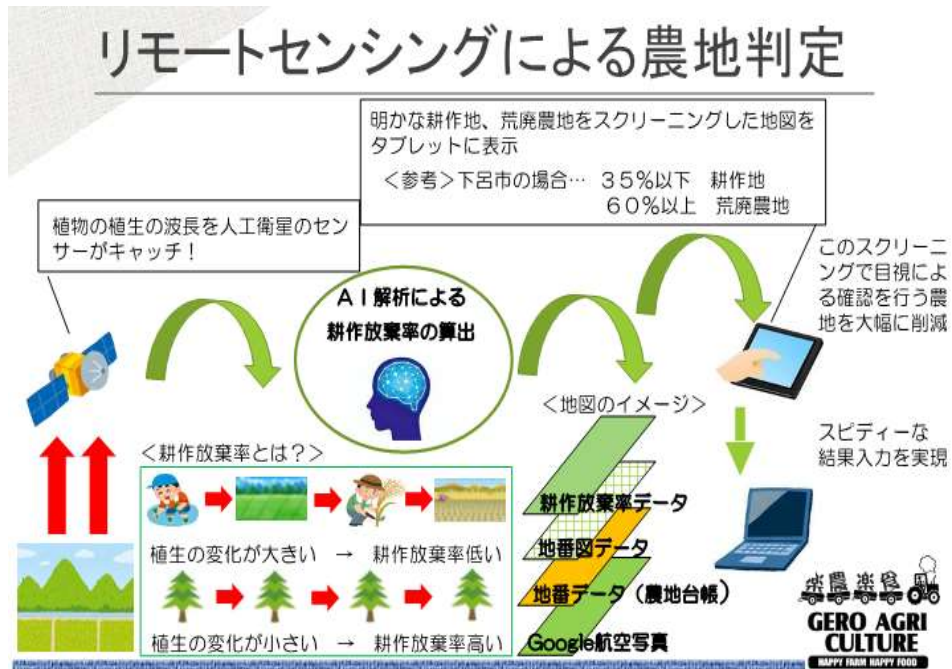 リモートセンシングによる農地判定
明かな耕作地、荒廃農地をスクリーニングした地図を
タブレットに表示
＜参考＞下呂市の場合… ３５％以下 耕作地
６０％以上 荒廃農地
植物の植生の波長を人工衛星のセン
サーがキャッチ！
ＡＩ解析による
耕作放棄率の算出
このスクリーニ
ングで目視によ
る確認を行う農
地を大幅に削減
＜地図のイメージ＞
スピディーな
結果入力を実現
＜耕作放棄率とは？＞
植生の変化が大きい → 耕作放棄率低い
植生の変化が小さい → 耕作放棄率高い
耕作放棄率データ
地番図データ
地番データ（農地台帳）
Google航空写真
楽農楽食
GERO AGRI
CULTURE
HAPPY FARM HAPPY FOOD